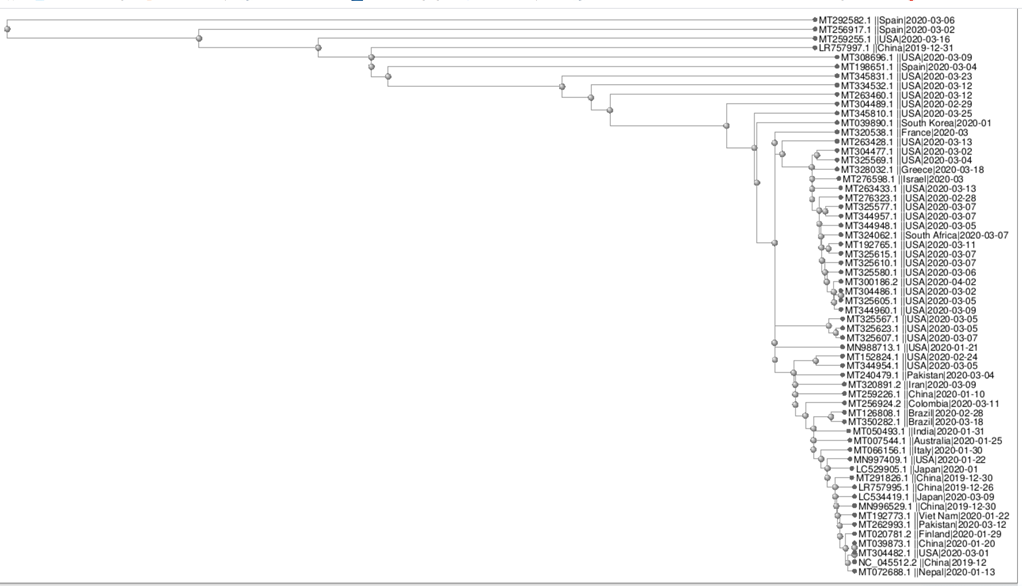 MT292582.1 ||Spain|2020-03-06
MT256917.1 ||Spain|2020-03-02
MT259255.1 ||USA|2020-03-16
LR757997.1 ||China|2019-12-31
MT308696.1 ||USA|2020-03-09
MT198651.1 ||Spain|2020-03-04
MT345831.1 ||USA|2020-03-23
MT334532.1 ||USA|2020-03-12
MT263460.1 ||USA|2020-03-12
MT304489.1 ||USA|2020-02-29
MT345810.1 ||USA|2020-03-25
MT039890.1 ||South Korea|2020-01
MT320538.1 ||France|2020-03
MT263428.1 ||USA|2020-03-13
MT304477.1 ||USA|2020-03-02
MT325569.1 ||USA|2020-03-04
MT328032.1 ||Greece|2020-03-18
MT276598.1 ||Israel|2020-03
MT263433.1 ||USA|2020-03-13
MT276323.1 ||USA|2020-02-28
MT325577.1 ||USA|2020-03-07
MT344957.1 ||USA|2020-03-07
MT344948.1 ||USA|2020-03-05
MT324062.1 ||South Africa|2020-03-07
MT192765.1 ||USA|2020-03-11
MT325615.1 ||USA|2020-03-07
MT325610.1 ||USA|2020-03-07
MT325580.1 ||USA|2020-03-06
MT300186.2 ||USA|2020-04-02
MT304486.1 ||USA|2020-03-02
MT325605.1 ||USA|2020-03-05
MT344960.1 ||USA|2020-03-09
MT325567.1 ||USA|2020-03-05
MT325623.1 ||USA|2020-03-05
MT325607.1 ||USA|2020-03-07
MN988713.1 ||USA|2020-01-21
MT152824.1 ||USA|2020-02-24
MT344954.1 ||USA|2020-03-05
MT240479.1 ||Pakistan|2020-03-04
MT320891.2 ||Iran|2020-03-09
MT259226.1 ||China|2020-01-10
MT256924.2 ||Colombia|2020-03-11
MT126808.1 ||Brazil|2020-02-28
MT350282.1 ||Brazil|2020-03-18
MT050493.1 ||India|2020-01-31
MT007544.1 ||Australia|2020-01-25
MT066156.1 ||Italy|2020-01-30
MN997409.1 ||USA|2020-01-22
LC529905.1 ||Japan|2020-01
MT291826.1 ||China|2019-12-30
LR757995.1 ||China|2019-12-26
LC534419.1 ||Japan|2020-03-09
MN996529.1 ||China|2019-12-30
MT192773.1 ||Viet Nam|2020-01-22
MT262993.1 ||Pakistan|2020-03-12
MT020781.2 ||Finland|2020-01-29
MT039873.1 ||China|2020-01-20
MT304482.1 ||USA|2020-03-01
NC_045512.2 ||China|2019-12
MT072688.1 ||Nepal|2020-01-13